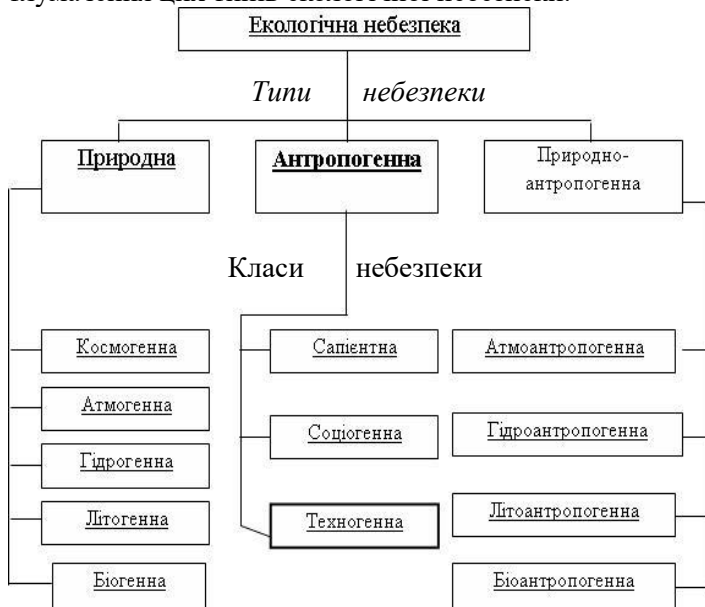 Екологічна небезпека
Типи небезпеки
Природна
Антропогенна
Природно-
антропогенна
Класи небезпеки
Космогенна
Сапієнтна
Атмоантропогенна
Атмогенна
Соціогенна
Гідроантропогенна
Гідрогенна
Літогенна
Техногенна
Літоантропогенна
Біогенна
Біоантропогенна